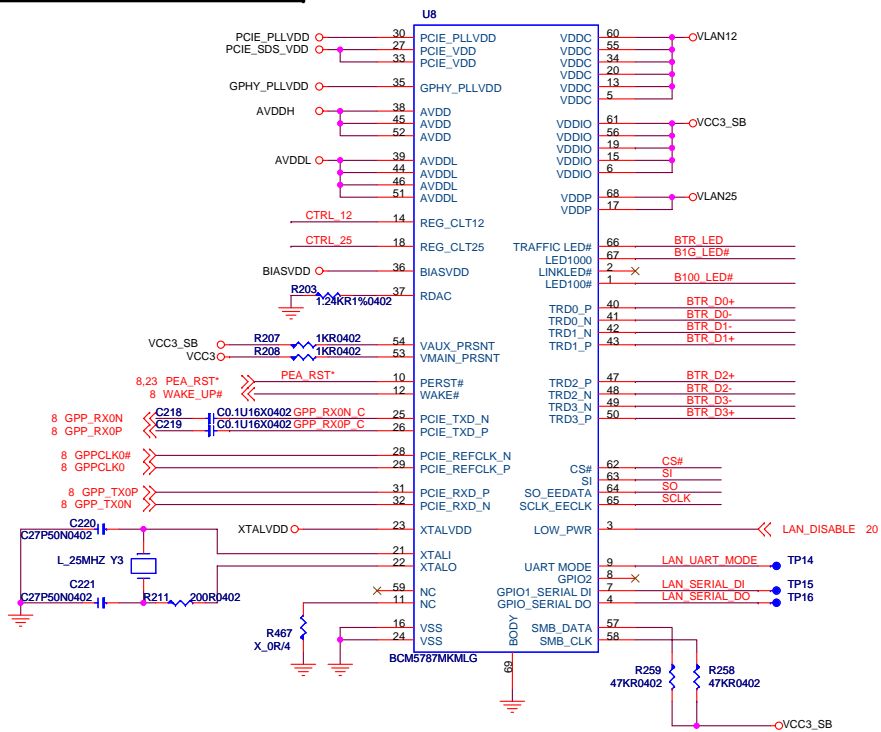 U8
PCIE_PLLVDD 30 PCIE_PLLVDD VDDC 60 VLAN12
PCIE_SDS_VDD 27 PCIE_VDD VDDC 55
33 PCIE_VDD VDDC 34
VDDC 20
GPHY_PLLVDD 35 GPHY_PLLVDD VDDC 13
VDDC 5
AVDDH 38 AVDD
45 AVDD VDDIO 61 VCC3_SB
52 AVDD VDDIO 56
VDDIO 19
AVDDL 39 AVDDL VDDIO 15
44 AVDDL VDDIO 6
46 AVDDL
51 AVDDL VDDP 68 VLAN25
VDDP 17
CTRL_12 14 REG_CLT12
CTRL_25 18 REG_CLT25 TRAFFIC LED# 66 BTR_LED
LED1000 67 B1G_LED#
BIASVDD 36 BIASVDD LINKLED# 2
LED100# 1 B100_LED#
R203 1.24KR1%0402 37 RDAC
TRD0_P 40 BTR_D0+
TRD0_N 41 BTR_D0-
TRD1_N 42 BTR_D1-
TRD1_P 43 BTR_D1+
VCC3_SB R207 1KR0402 54 VAUX_PRSNT
VCC3 R208 1KR0402 53 VMAIN_PRSNT
8,23 PEA_RST* PEA_RST* 10 PERST# TRD2_P 47 BTR_D2+
8 WAKE_UP# 12 WAKE# TRD2_N 48 BTR_D2-
TRD3_N 49 BTR_D3-
TRD3_P 50 BTR_D3+
8 GPP_RX0N C218 C0.1U16X0402 GPP_RX0N_C 25 PCIE_TXD_N
8 GPP_RX0P C219 C0.1U16X0402 GPP_RX0P_C 26 PCIE_TXD_P
8 GPPCLK0# 28 PCIE_REFCLK_N
8 GPPCLK0 29 PCIE_REFCLK_P CS# 62 CS#
SI 63 SI
8 GPP_TX0P 31 PCIE_RXD_P SO_EEDATA 64 SO
8 GPP_TX0N 32 PCIE_RXD_N SCLK_EECLK 65 SCLK
C220 XTALVDD 23 XTALVDD LOW_PWR 3 LAN_DISABLE 20
C27P50N0402
21 XTALI
L_25MHZ Y3 22 XTALO UART MODE 9 LAN_UART_MODE TP14
GPIO2 8
C221 59 NC GPIO1_SERIAL DI 7 LAN_SERIAL_DI TP15
C27P50N0402 R211 200R0402 11 NC GPIO_SERIAL DO 4 LAN_SERIAL_DO TP16
R467 16 VSS SMB_DATA 57
X_0R/4 24 VSS BODY SMB_CLK 58
BCM5787MKMLG 69
R259 R258
47KR0402 47KR0402
VCC3_SB